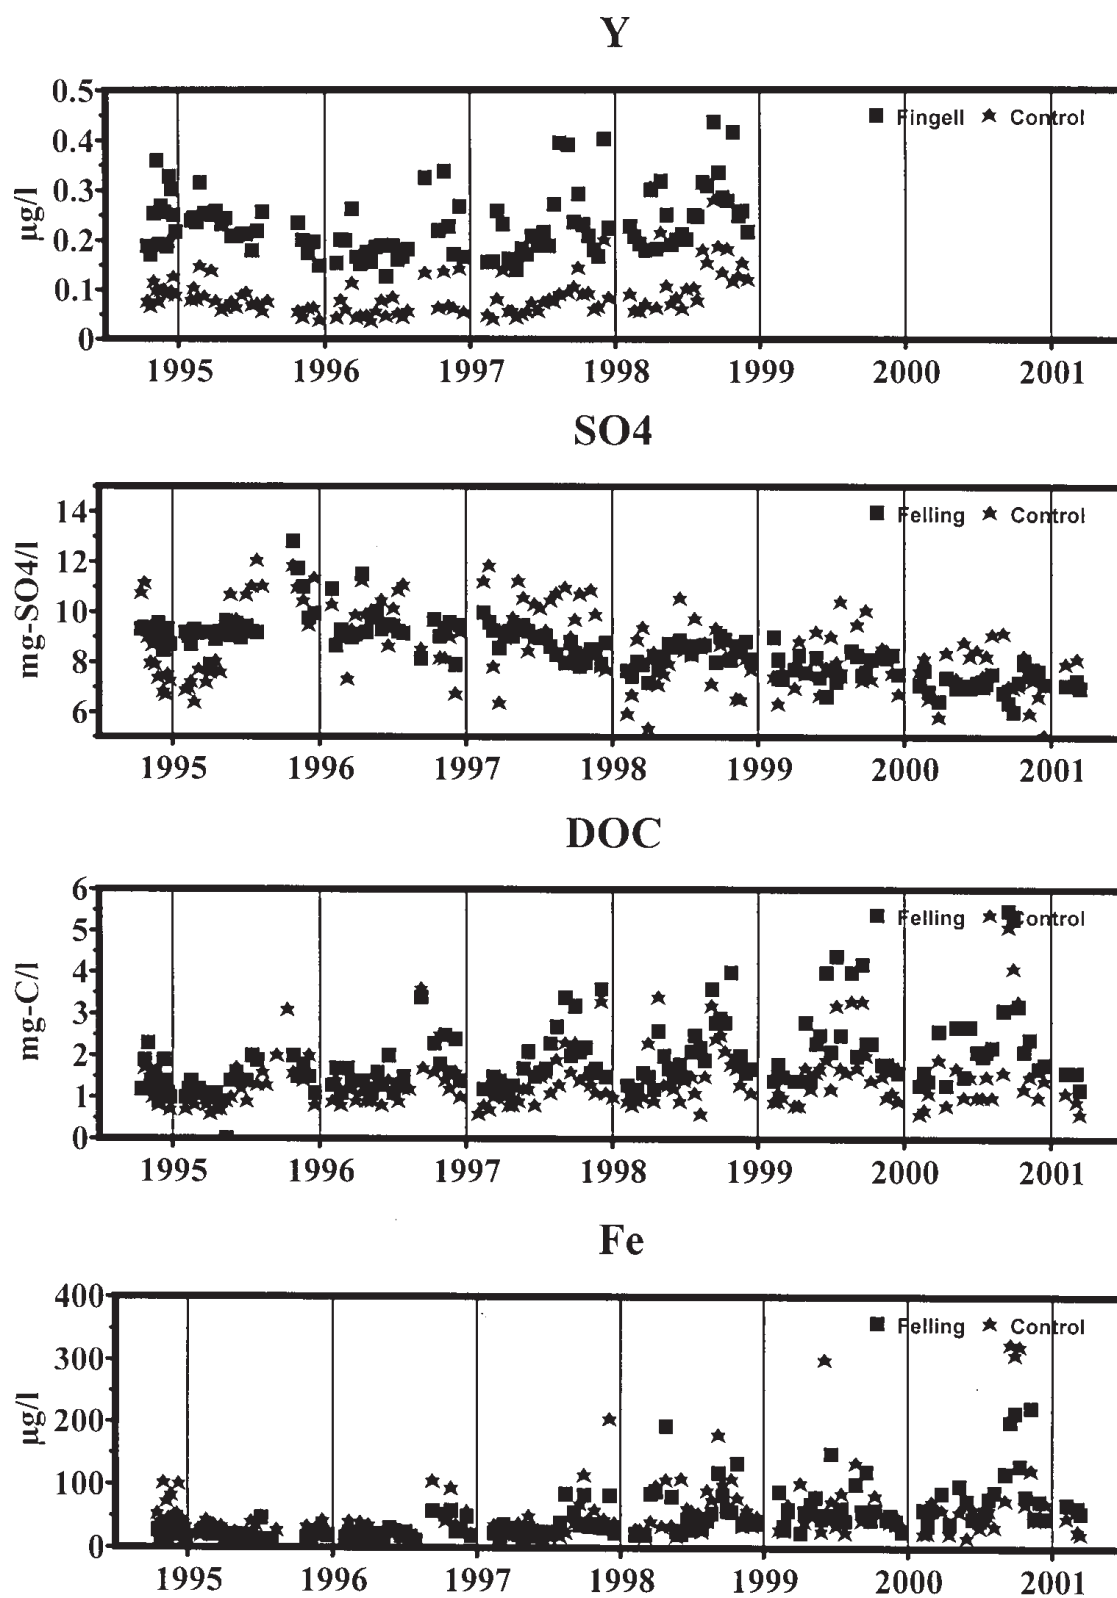 Y
0.5
Fingell Control
0.4
0.3
µg/l
0.2
0.1
0
1995 1996 1997 1998 1999 2000 2001
SO4
14
Felling Control
12
mg-SO4/l
10
8
6
1995 1996 1997 1998 1999 2000 2001
DOC
6
Felling Control
5
4
mg-C/l
3
2
1
0
1995 1996 1997 1998 1999 2000 2001
Fe
400
Felling Control
300
µg/l
200
100
0
1995 1996 1997 1998 1999 2000 2001